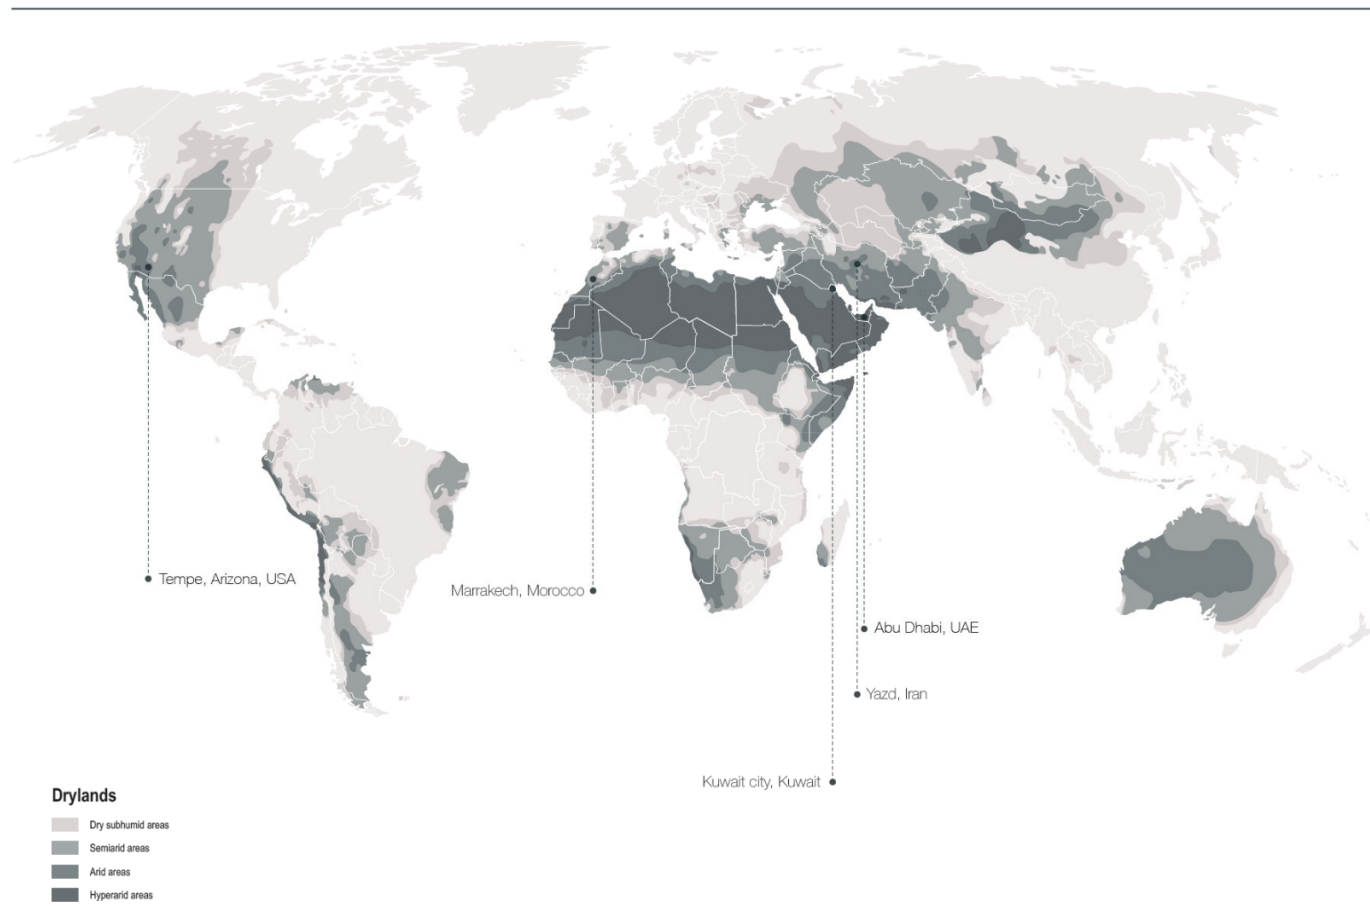 Tempe, Arizona, USA
Marrakech, Morocco
Abu Dhabi, UAE
Yazd, Iran
Kuwait city, Kuwait
Drylands
Dry subhumid areas
Semiarid areas
Arid areas
Hyperarid areas